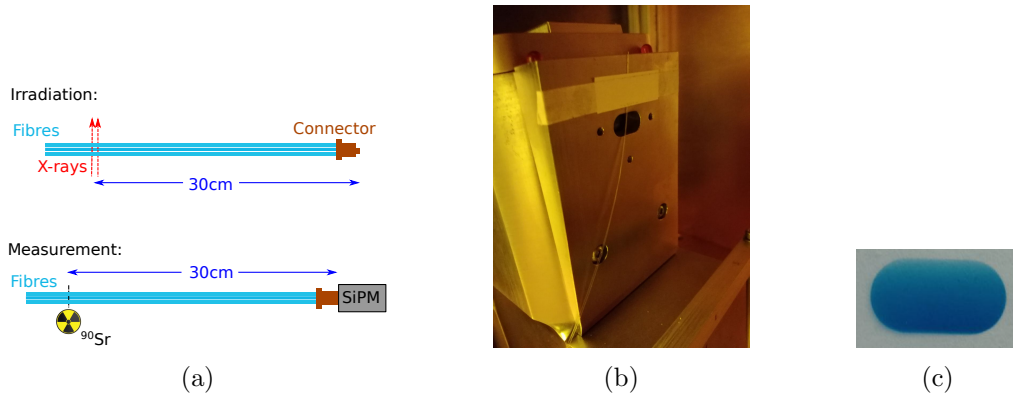 Irradiation:
Fibres
Connector
X-rays
30cm
Measurement:
30cm
Fibres
SiPM
⁹⁰Sr
(a)
(b)
(c)